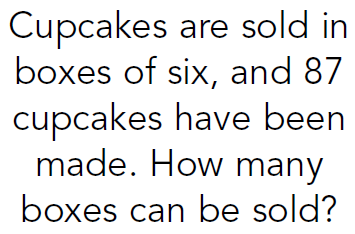 Cupcakes are sold in
boxes of six, and 87
cupcakes have been
made. How many
boxes can be sold?